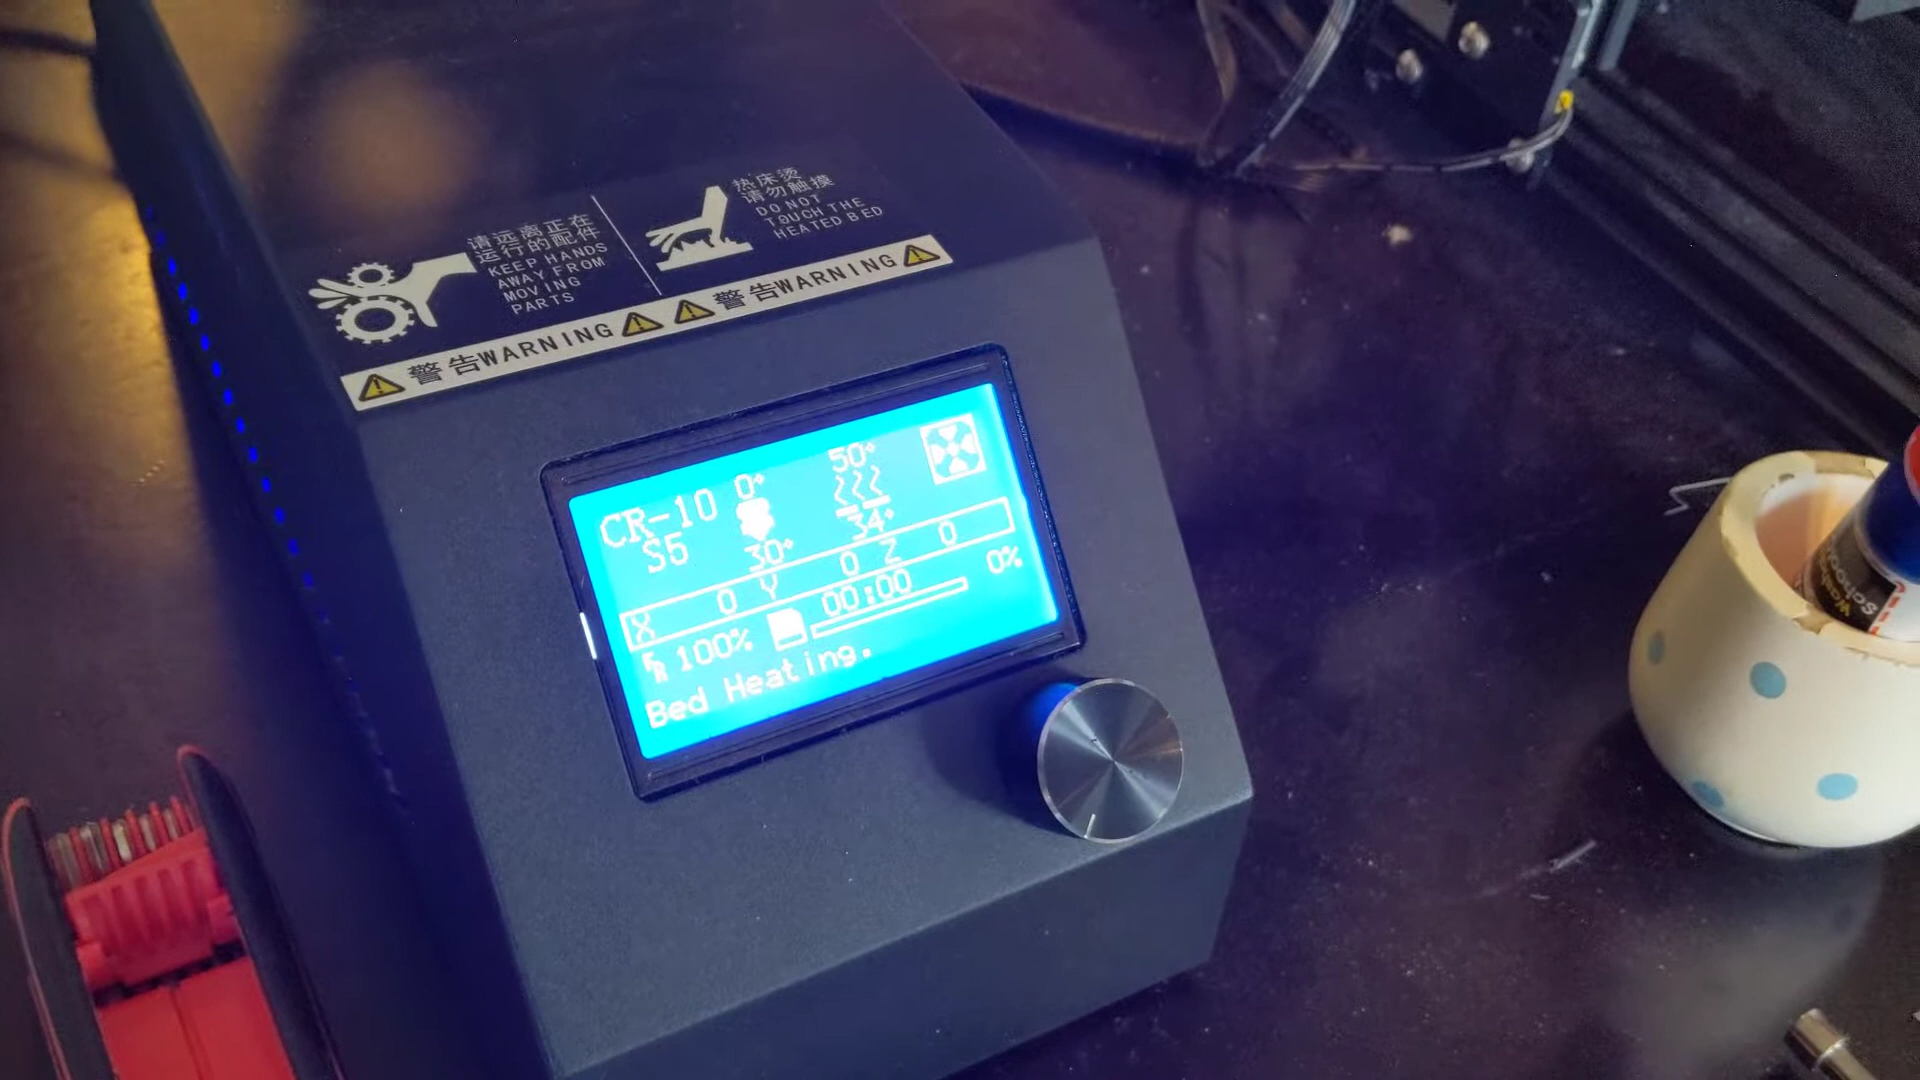 请远离正在
运行的配件
KEEP HANDS
AWAY FROM
MOVING
PARTS
热床烫
请勿触摸
DO NOT
TOUCH THE
HEATED BED
警告WARNING
警告WARNING
CR-10
S5
0°
30°
50°
34°
X 0 Y 0 Z 0
FR 100% 00:00 0%
Bed Heating.